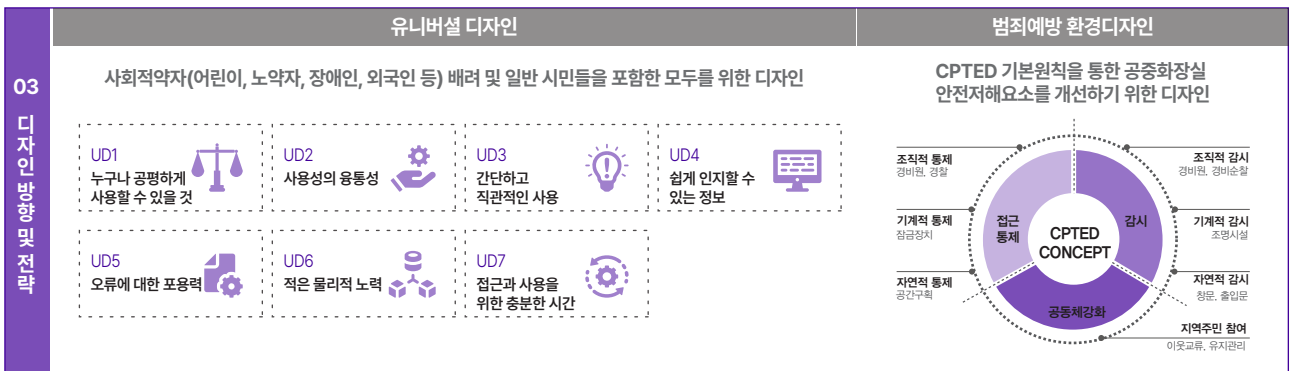 03
디자인 방향 및 전략
유니버셜 디자인
사회적약자(어린이, 노약자, 장애인, 외국인 등) 배려 및 일반 시민들을 포함한 모두를 위한 디자인
UD1
누구나 공평하게
사용할 수 있을 것
UD2
사용성의 융통성
UD3
간단하고
직관적인 사용
UD4
쉽게 인지할 수
있는 정보
UD5
오류에 대한 포용력
UD6
적은 물리적 노력
UD7
접근과 사용을
위한 충분한 시간
범죄예방 환경디자인
CPTED 기본원칙을 통한 공중화장실
안전저해요소를 개선하기 위한 디자인
조직적 통제
경비원, 경찰
기계적 통제
잠금장치
자연적 통제
공간구획
접근
통제
CPTED
CONCEPT
감시
공동체강화
조직적 감시
경비원, 경비순찰
기계적 감시
조명시설
자연적 감시
창문, 출입문
지역주민 참여
이웃교류, 유지관리